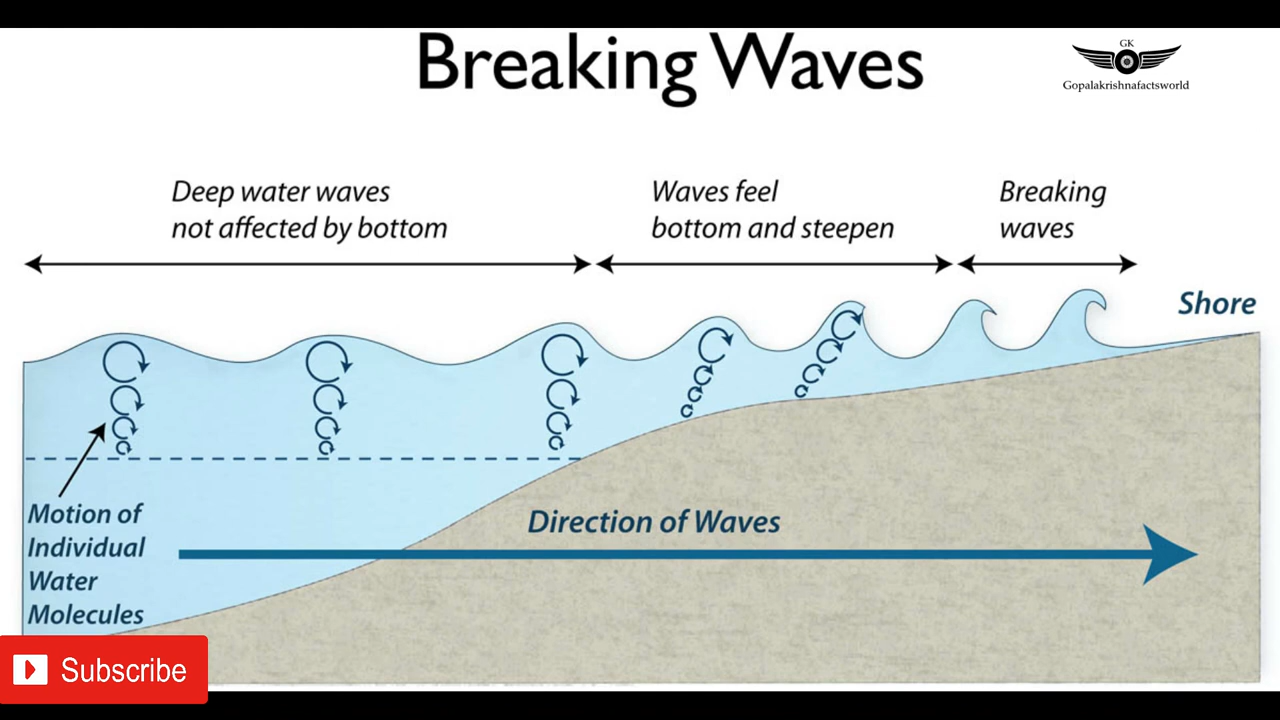 Breaking Waves
GK
Gopalakrishnafactsworld
Deep water waves
not affected by bottom
Waves feel
bottom and steepen
Breaking
waves
Shore
Motion of
Individual
Water
Molecules
Direction of Waves
Subscribe